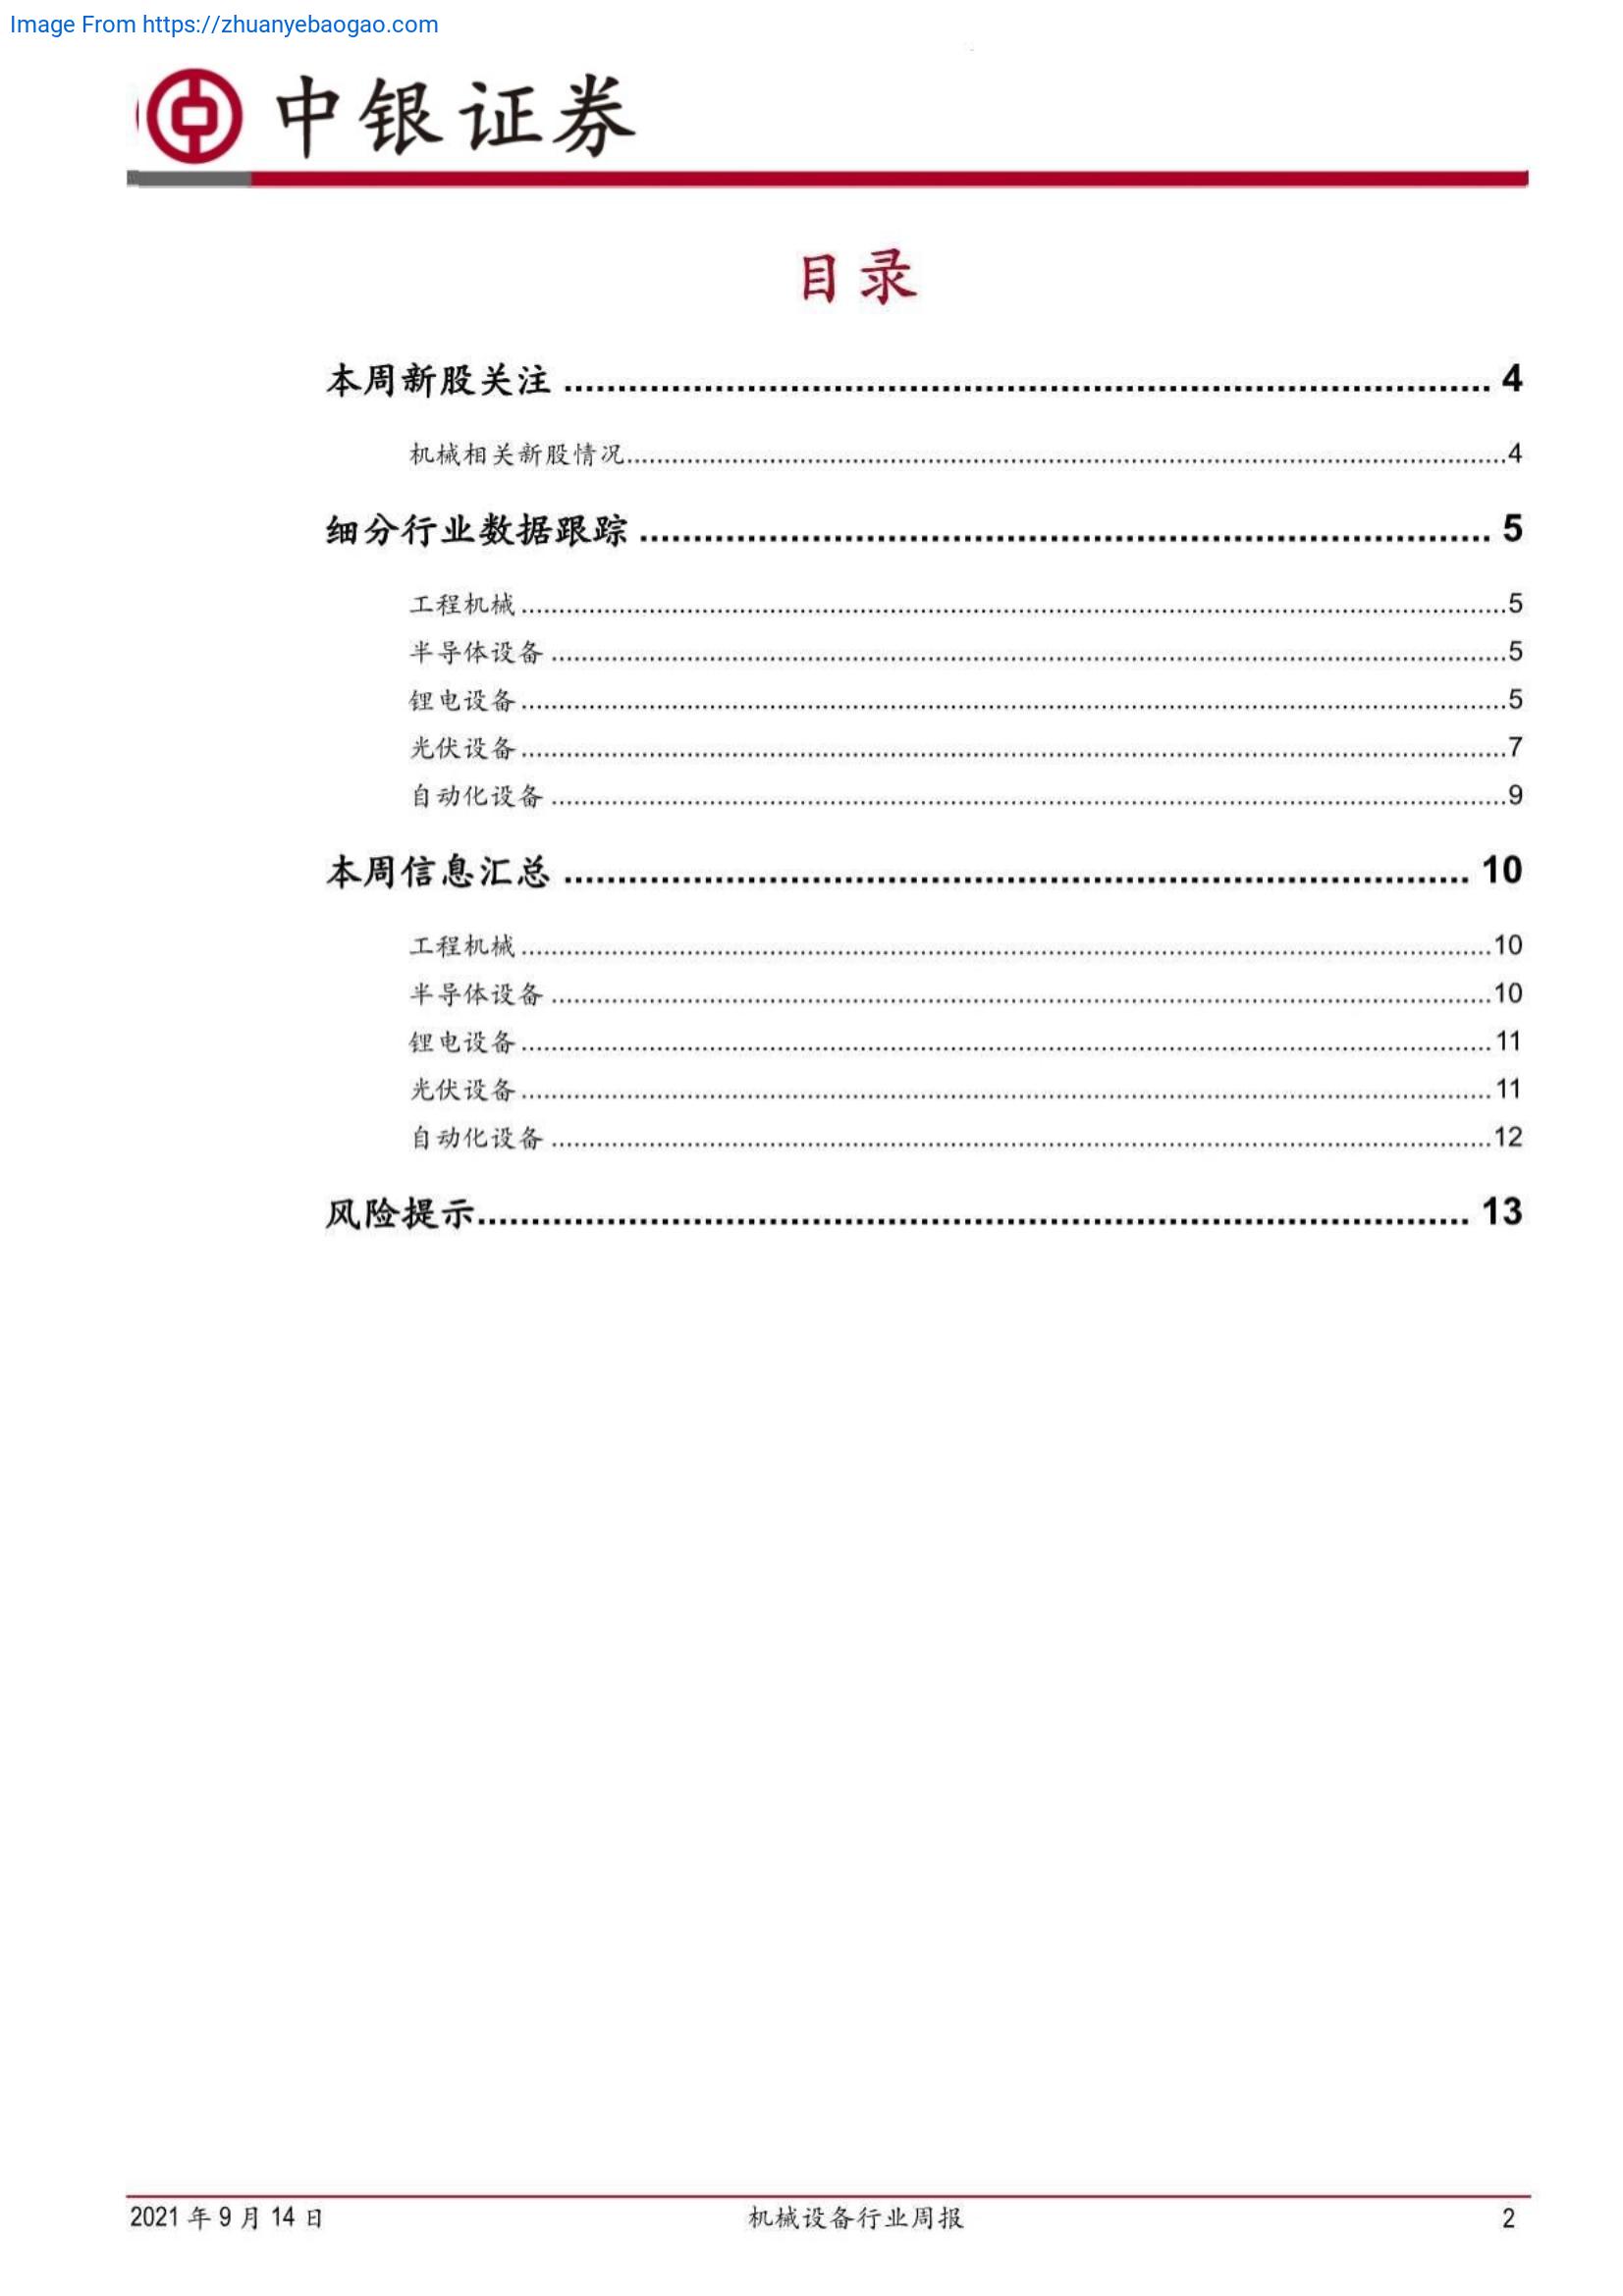 Image From https://zhuanyebaogao.com
中银证券
目录
本周新股关注 ........................................ 4
机械相关新股情况........................................4
细分行业数据跟踪 ........................................ 5
工程机械........................................5
半导体设备........................................5
锂电设备........................................5
光伏设备........................................7
自动化设备........................................9
本周信息汇总 ........................................ 10
工程机械........................................10
半导体设备........................................10
锂电设备........................................11
光伏设备........................................11
自动化设备........................................12
风险提示........................................ 13
2021 年 9 月 14 日 机械设备行业周报 2